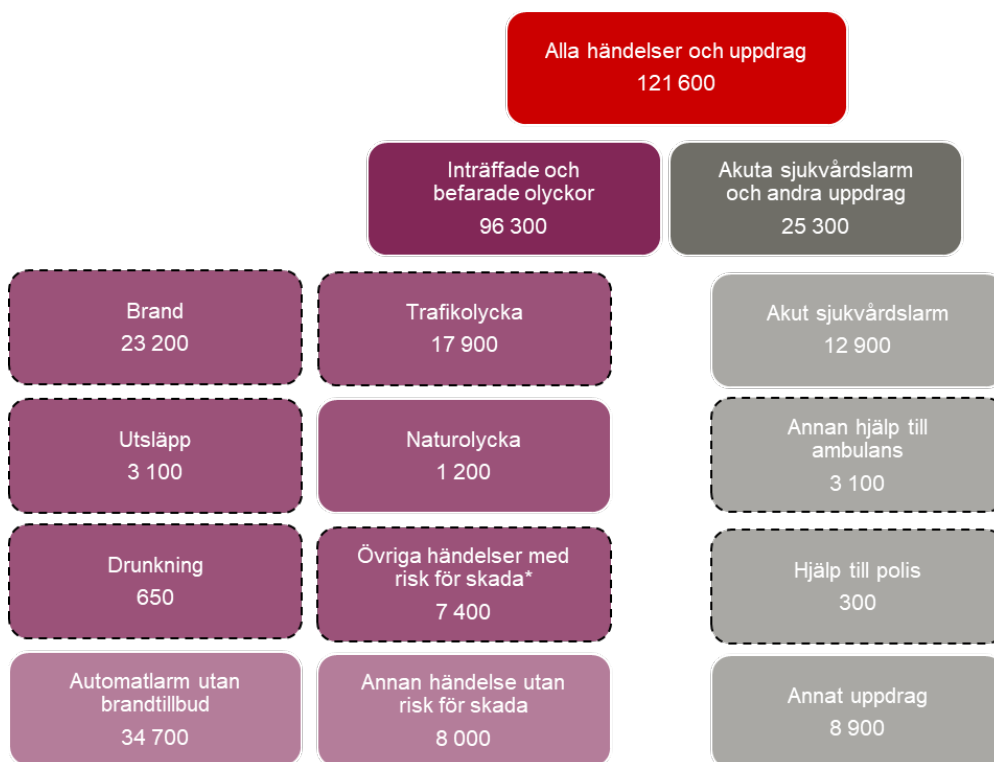 Alla händelser och uppdrag
121 600
Inträffade och
befarade olyckor
96 300
Akuta sjukvårdslarm
och andra uppdrag
25 300
Brand
23 200
Trafikolycka
17 900
Akut sjukvårdslarm
12 900
Utsläpp
3 100
Naturolycka
1 200
Annan hjälp till
ambulans
3 100
Drunkning
650
Övriga händelser med
risk för skada*
7 400
Hjälp till polis
300
Automatlarm utan
brandtillbud
34 700
Annan händelse utan
risk för skada
8 000
Annat uppdrag
8 900